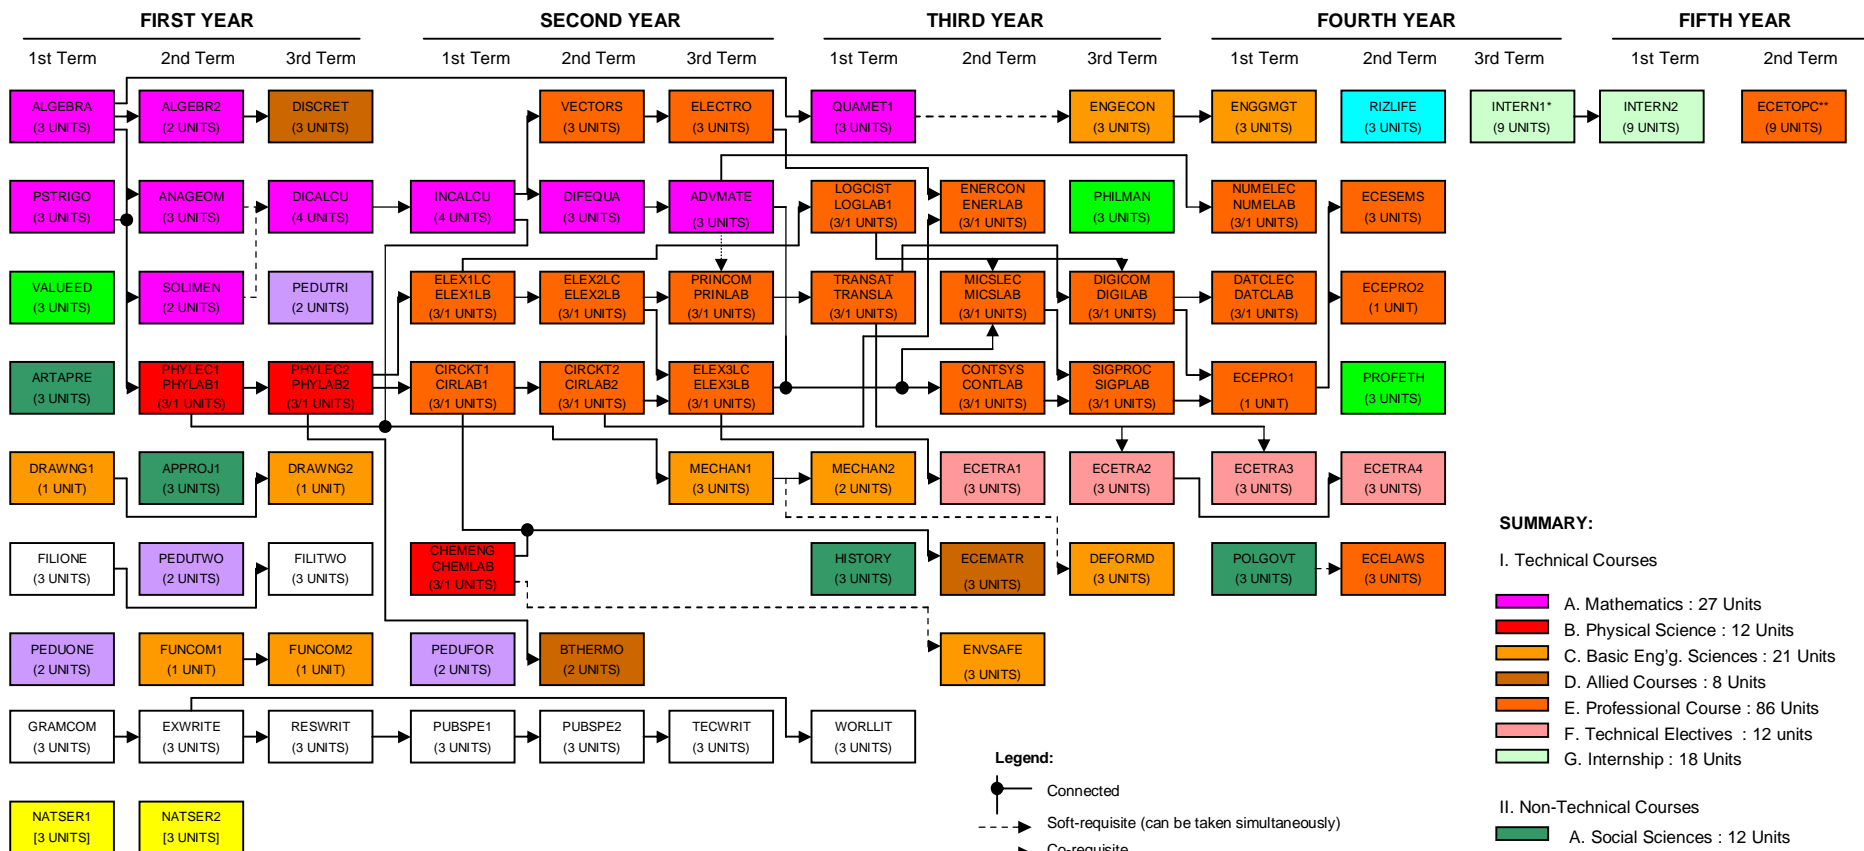 FIRST YEAR SECOND YEAR THIRD YEAR FOURTH YEAR FIFTH YEAR
1st Term 2nd Term 3rd Term 1st Term 2nd Term 3rd Term 1st Term 2nd Term 3rd Term 1st Term 2nd Term 3rd Term 1st Term 2nd Term
ALGEBRA ALGEBR2 DISCRET VECTORS ELECTRO QUAMET1 ENGECON ENGGMGT RIZLIFE INTERN1* INTERN2 ECETOPC**
(3 UNITS) (2 UNITS) (3 UNITS) (3 UNITS) (3 UNITS) (3 UNITS) (3 UNITS) (3 UNITS) (3 UNITS) (9 UNITS) (9 UNITS) (9 UNITS)
PSTRIGO ANAGEOM DICALCU INCALCU DIFEQUA ADVMATE LOGCIST ENERCON PHILMAN NUMELEC ECESEMS
LOGLAB1 ENERLAB NUMELAB
(3 UNITS) (3 UNITS) (4 UNITS) (4 UNITS) (3 UNITS) (3 UNITS) (3/1 UNITS) (3/1 UNITS) (3 UNITS) (3/1 UNITS) (3 UNITS)
VALUEED SOLIMEN PEDUTRI ELEX1LC ELEX2LC PRINCOM TRANSAT MICSLEC DIGICOM DATCLEC ECEPRO2
ELEX1LB ELEX2LB PRINLAB TRANSLA MICSLAB DIGILAB DATCLAB
(3 UNITS) (2 UNITS) (2 UNITS) (3/1 UNITS) (3/1 UNITS) (3/1 UNITS) (3/1 UNITS) (3/1 UNITS) (3/1 UNITS) (3/1 UNITS) (1 UNIT)
ARTAPRE PHYLEC1 PHYLEC2 CIRCKT1 CIRCKT2 ELEX3LC CONTSYS SIGPROC ECEPRO1 PROFETH
PHYLAB1 PHYLAB2 CIRLAB1 CIRLAB2 ELEX3LB CONTLAB SIGPLAB
(3 UNITS) (3/1 UNITS) (3/1 UNITS) (3/1 UNITS) (3/1 UNITS) (3/1 UNITS) (3/1 UNITS) (3/1 UNITS) (1 UNIT) (3 UNITS)
DRAWNG1 APPROJ1 DRAWNG2 MECHAN1 MECHAN2 ECETRA1 ECETRA2 ECETRA3 ECETRA4
(1 UNIT) (3 UNITS) (1 UNIT) (3 UNITS) (2 UNITS) (3 UNITS) (3 UNITS) (3 UNITS) (3 UNITS)
FILIONE PEDUTWO FILITWO CHEMENG HISTORY ECEMATR DEFORMD POLGOVT ECELAWS
CHEMLAB
(3 UNITS) (2 UNITS) (3 UNITS) (3/1 UNITS) (3 UNITS) (3 UNITS) (3 UNITS) (3 UNITS) (3 UNITS)
PEDUONE FUNCOM1 FUNCOM2 PEDUFOR BTHERMO ENVSAFE
(2 UNITS) (1 UNIT) (1 UNIT) (2 UNITS) (2 UNITS) (3 UNITS)
GRAMCOM EXWRITE RESWRIT PUBSPE1 PUBSPE2 TECWRIT WORLLIT
(3 UNITS) (3 UNITS) (3 UNITS) (3 UNITS) (3 UNITS) (3 UNITS) (3 UNITS)
NATSER1 NATSER2
[3 UNITS] [3 UNITS]
Legend:
Connected
Soft-requisite (can be taken simultaneously)
Co-requisite
SUMMARY:
I. Technical Courses
A. Mathematics : 27 Units
B. Physical Science : 12 Units
C. Basic Eng'g. Sciences : 21 Units
D. Allied Courses : 8 Units
E. Professional Course : 86 Units
F. Technical Electives : 12 units
G. Internship : 18 Units
II. Non-Technical Courses
A. Social Sciences : 12 Units